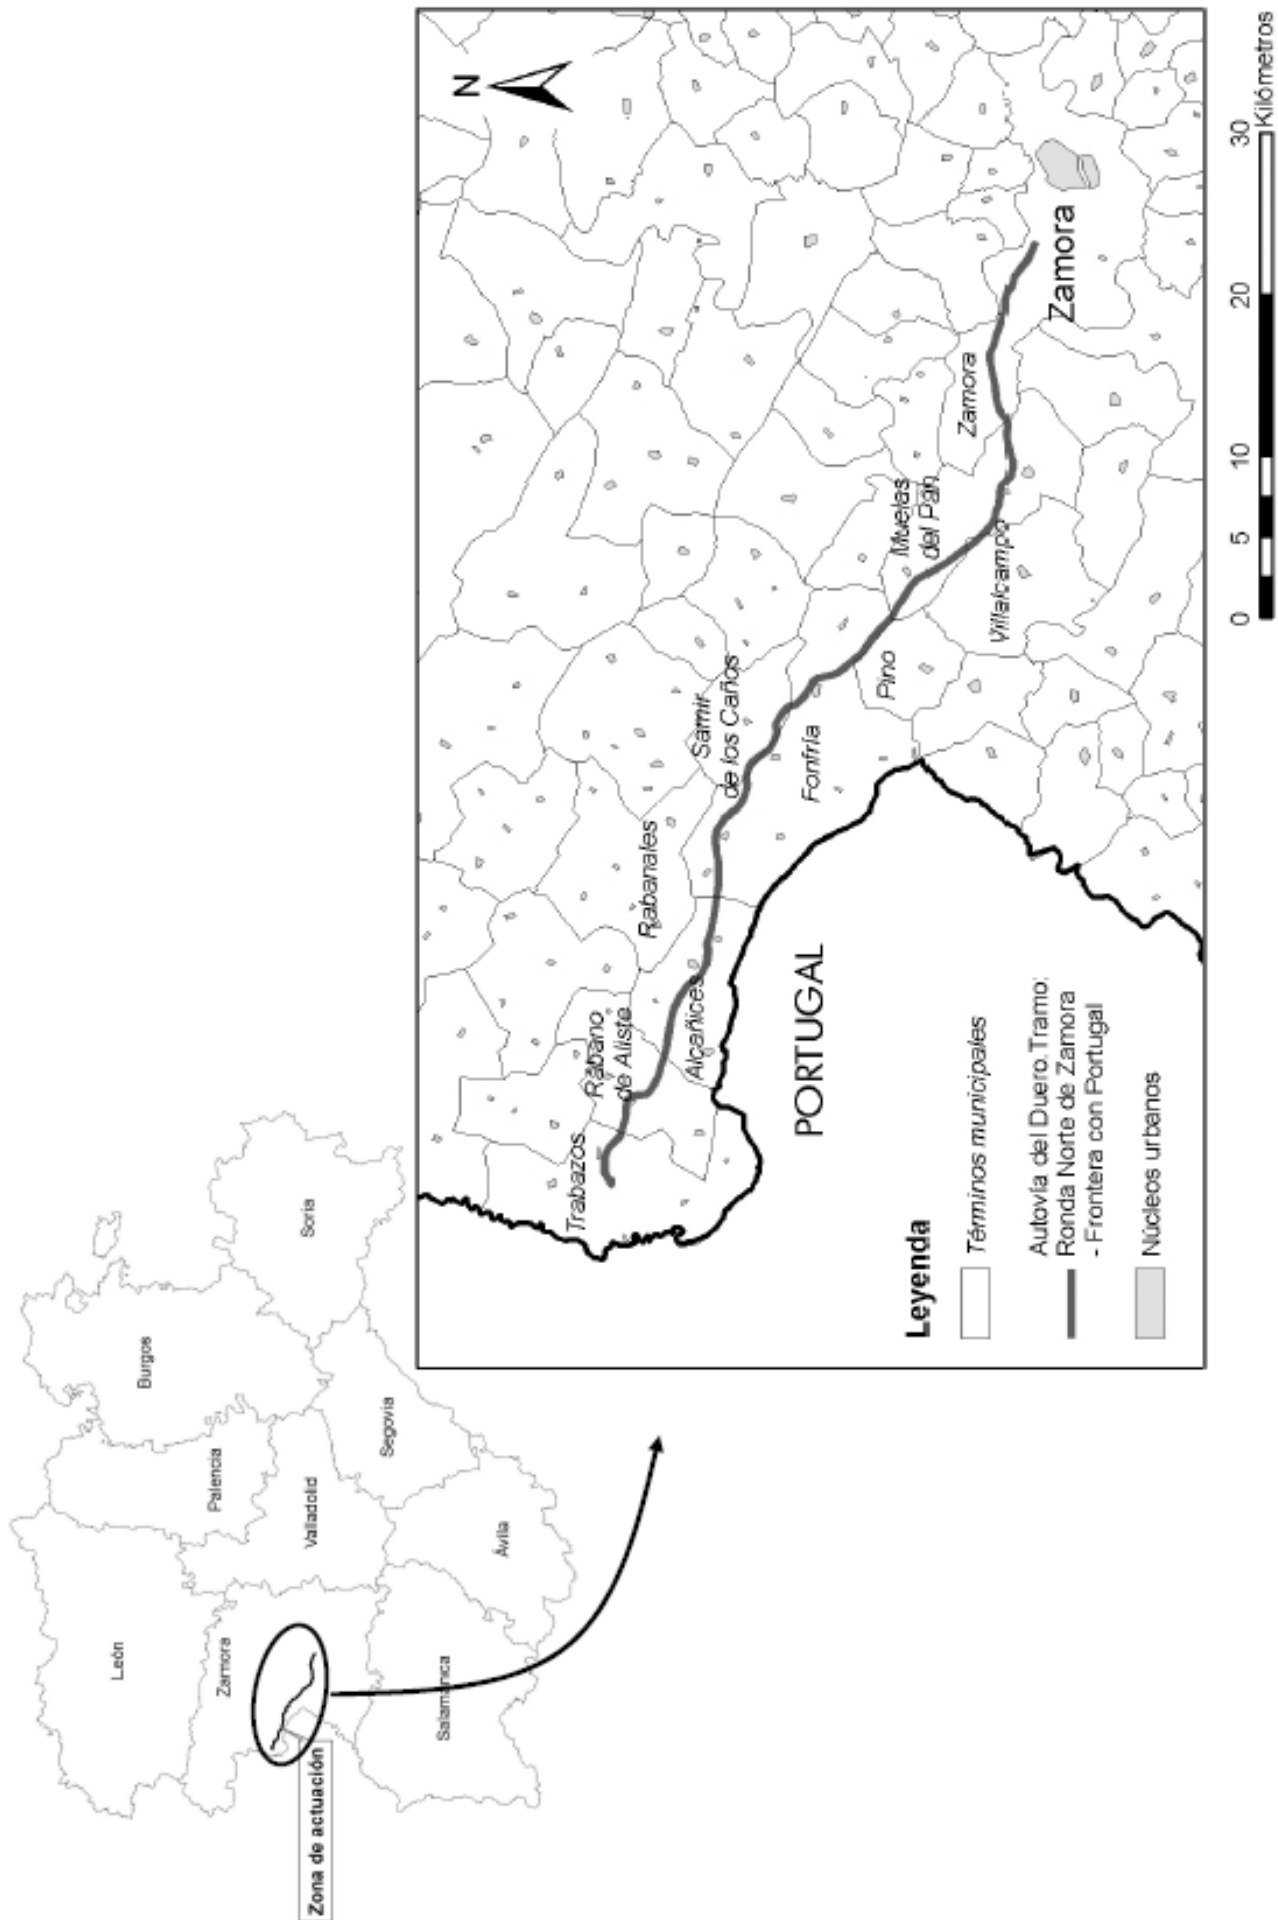 León
Burgos
Palencia
Zamora
Valladolid
Soria
Segovia
Ávila
Salamanca
Zona de actuación
N
Trabazos
Rábano
de Aliste
Rabanales
Alcañices
Samir
de los Caños
Fonfría
Pino
Muelas
del Pan
Villalcampo
Zamora
Zamora
PORTUGAL
Leyenda
Términos municipales
Autovía del Duero.Tramo:
Ronda Norte de Zamora
- Frontera con Portugal
Núcleos urbanos
0 5 10 20 30
Kilómetros